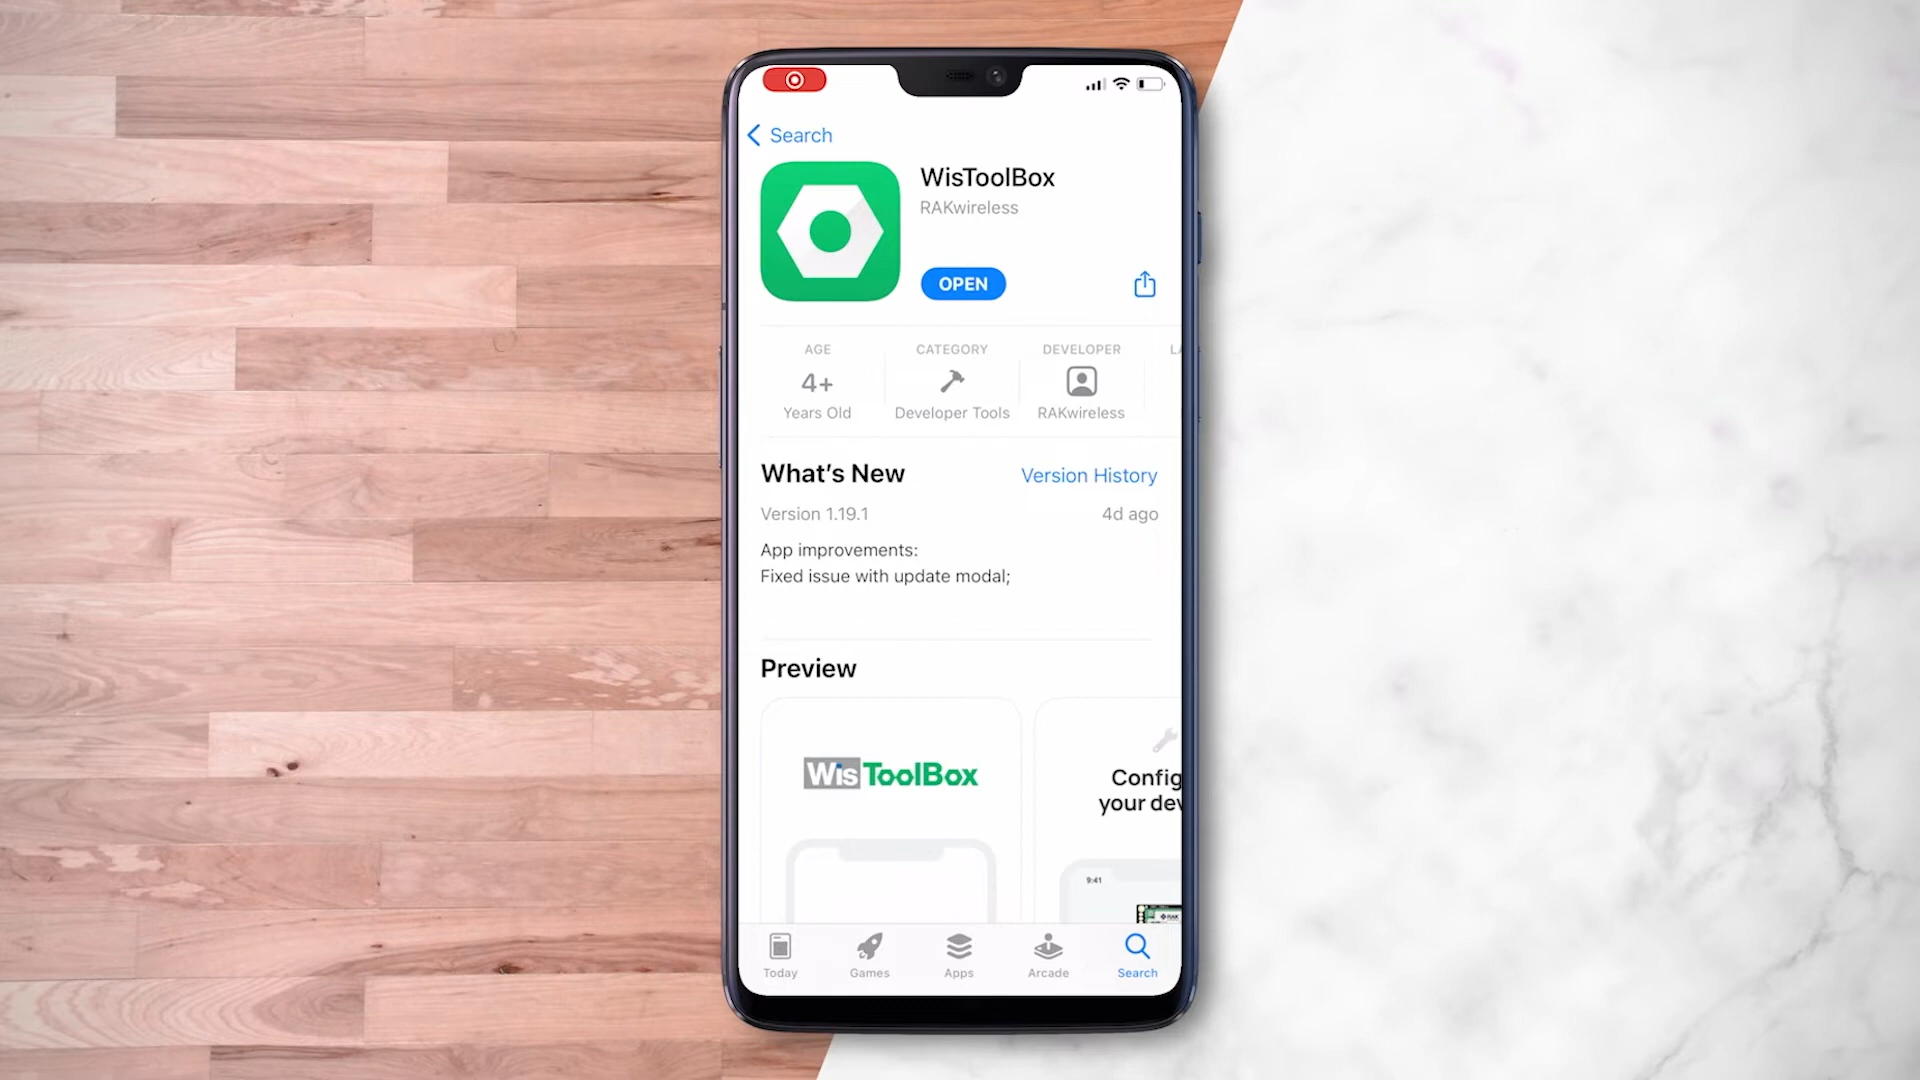 Search
WisToolBox
RAKwireless
OPEN
AGE
CATEGORY
DEVELOPER
4+
Years Old
Developer Tools
RAKwireless
What's New
Version History
Version 1.19.1
4d ago
App improvements:
Fixed issue with update modal;
Preview
WisToolBox
Config
your dev
9:41
RAK
Today
Games
Apps
Arcade
Search